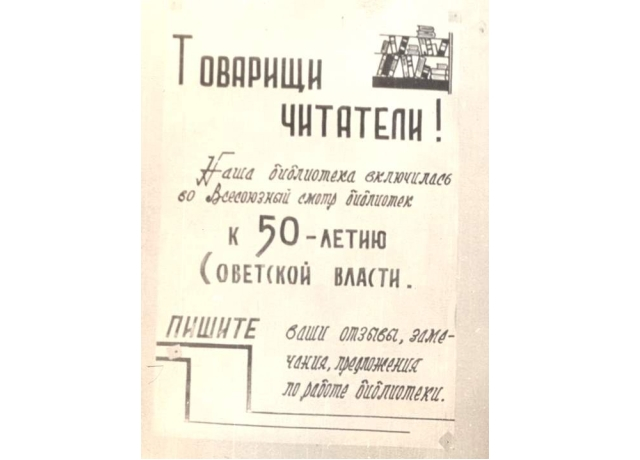 Товарищи
читатели!
Наша библиотека включилась
во Всесоюзный смотр библиотек
к 50-летию
Советской власти.
Пишите ваши отзывы, заме-
чания, предложения
по работе библиотеки.